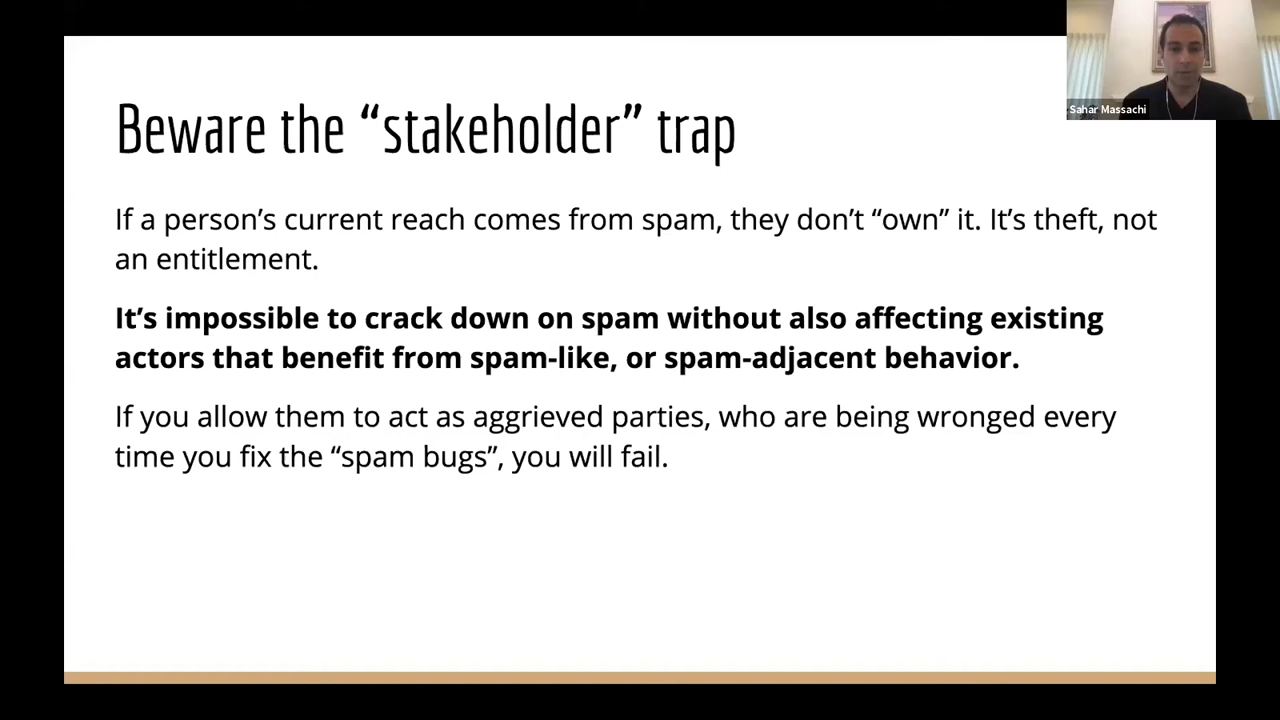 Beware the “stakeholder” trap
Sahar Massachi
If a person’s current reach comes from spam, they don’t “own” it. It’s theft, not
an entitlement.
It’s impossible to crack down on spam without also affecting existing
actors that benefit from spam-like, or spam-adjacent behavior.
If you allow them to act as aggrieved parties, who are being wronged every
time you fix the “spam bugs”, you will fail.